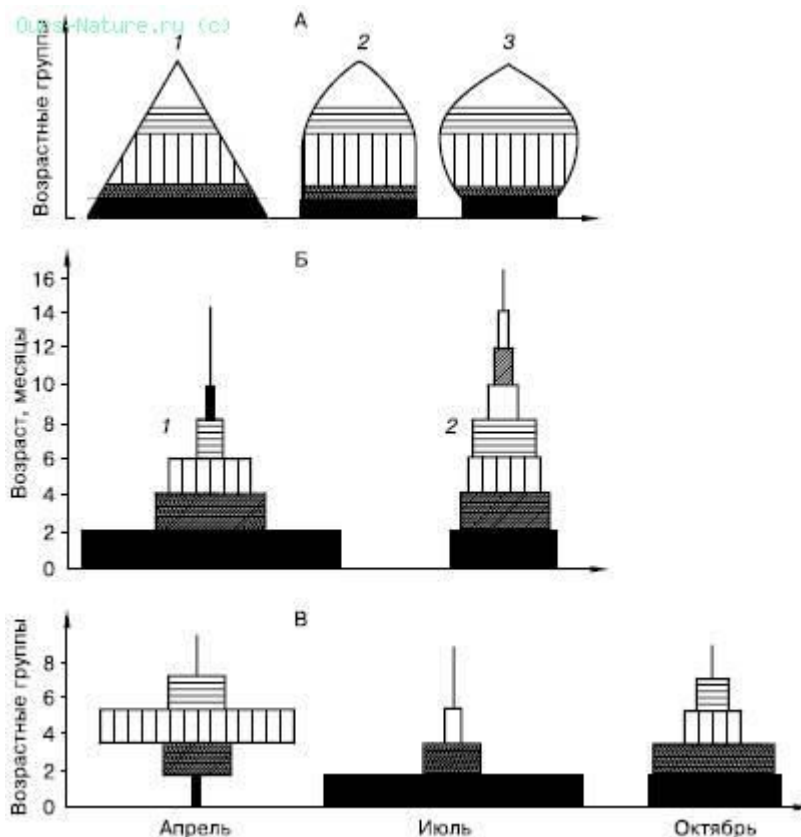 Ours-Nature.ru (c)
А
1
2
3
Возрастные группы
Б
16
14
12
10
8
6
4
2
0
1
2
Возраст, месяцы
В
8
6
4
2
0
Возрастные группы
Апрель
Июль
Октябрь